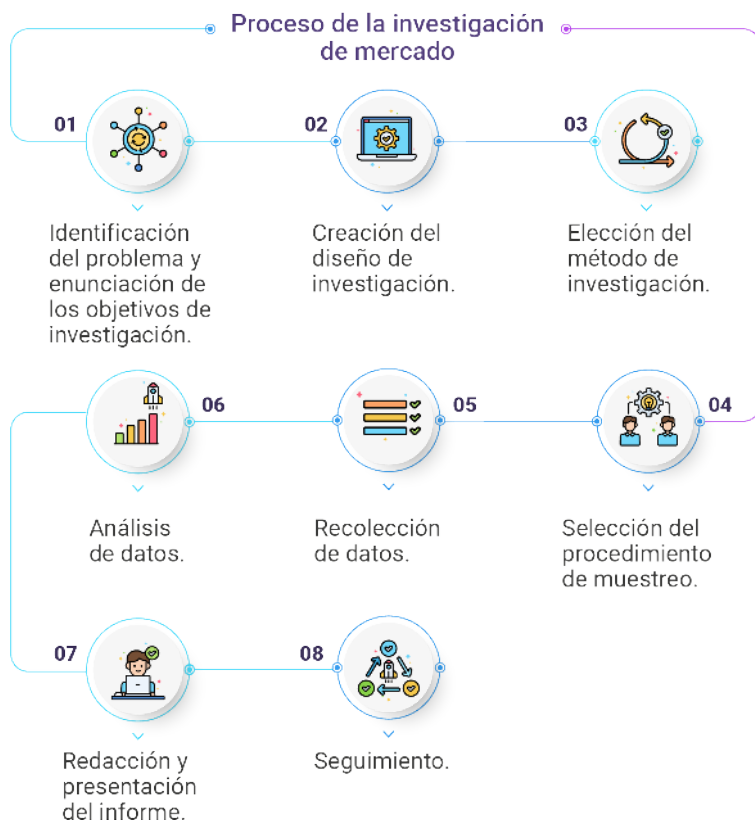 Proceso de la investigación
de mercado
01
Identificación
del problema y
enunciación de
los objetivos de
investigación.
02
Creación del
diseño de
investigación.
03
Elección del
método de
investigación.
04
Selección del
procedimiento
de muestreo.
05
Recolección
de datos.
06
Análisis
de datos.
07
Redacción y
presentación
del informe.
08
Seguimiento.